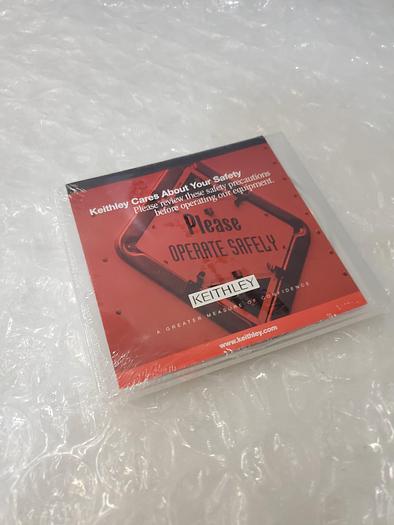 Keithley Cares About Your Safety
Please review these safety precautions
before operating our equipment.
Please
OPERATE SAFELY
KEITHLEY
A GREATER MEASURE OF CONFIDENCE
www.keithley.com